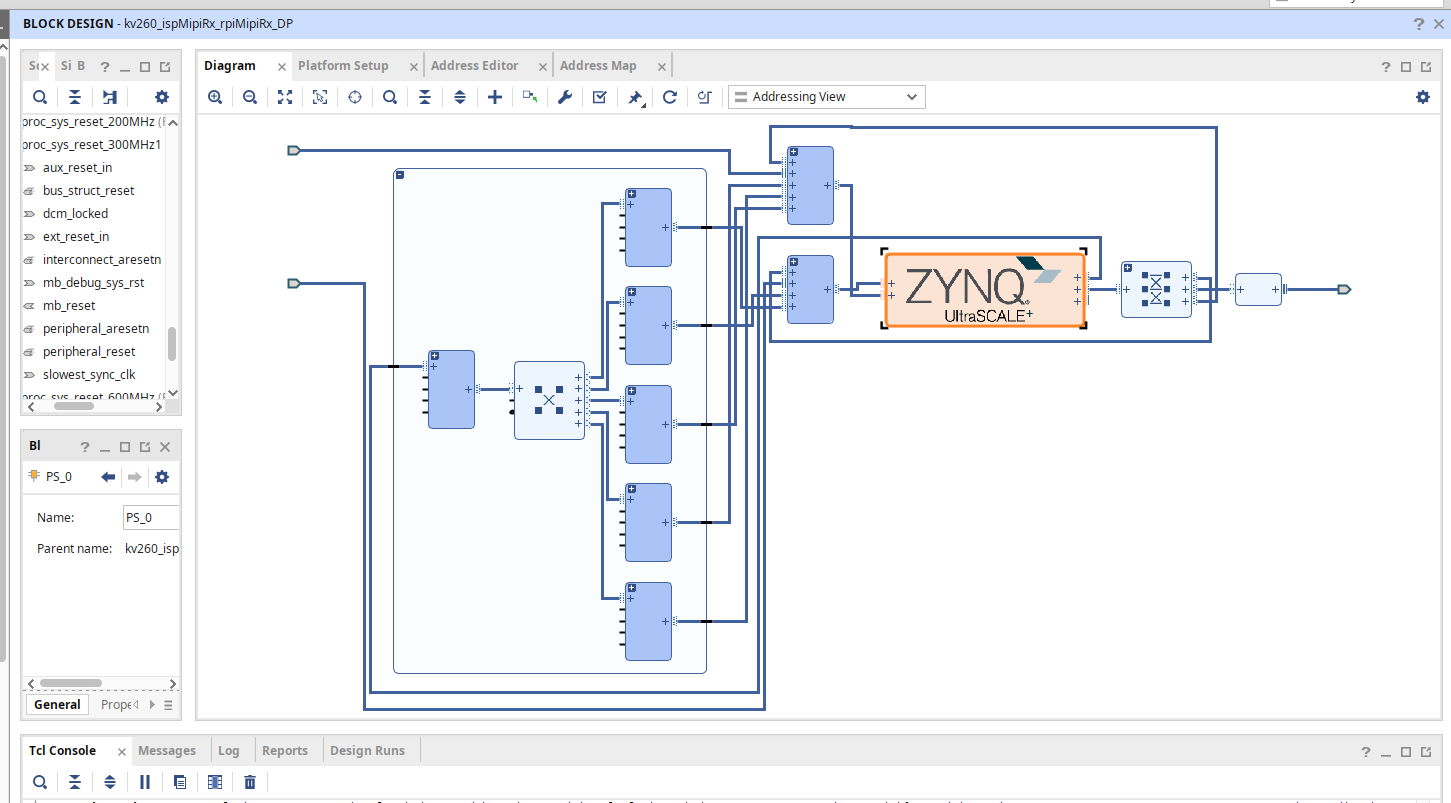 BLOCK DESIGN - kv260_ispMipiRx_rpiMipiRx_DP
Si B
Diagram
Platform Setup
Address Editor
Address Map
Addressing View
proc_sys_reset_200MHz
proc_sys_reset_300MHz1
aux_reset_in
bus_struct_reset
dcm_locked
ext_reset_in
interconnect_aresetn
mb_debug_sys_rst
mb_reset
peripheral_aresetn
peripheral_reset
slowest_sync_clk
proc_sys_reset_600MHz
ZYNQ
UltraSCALE+
Bl
PS_0
Name: PS_0
Parent name: kv260_isp
General
Prope
Tcl Console
Messages
Log
Reports
Design Runs